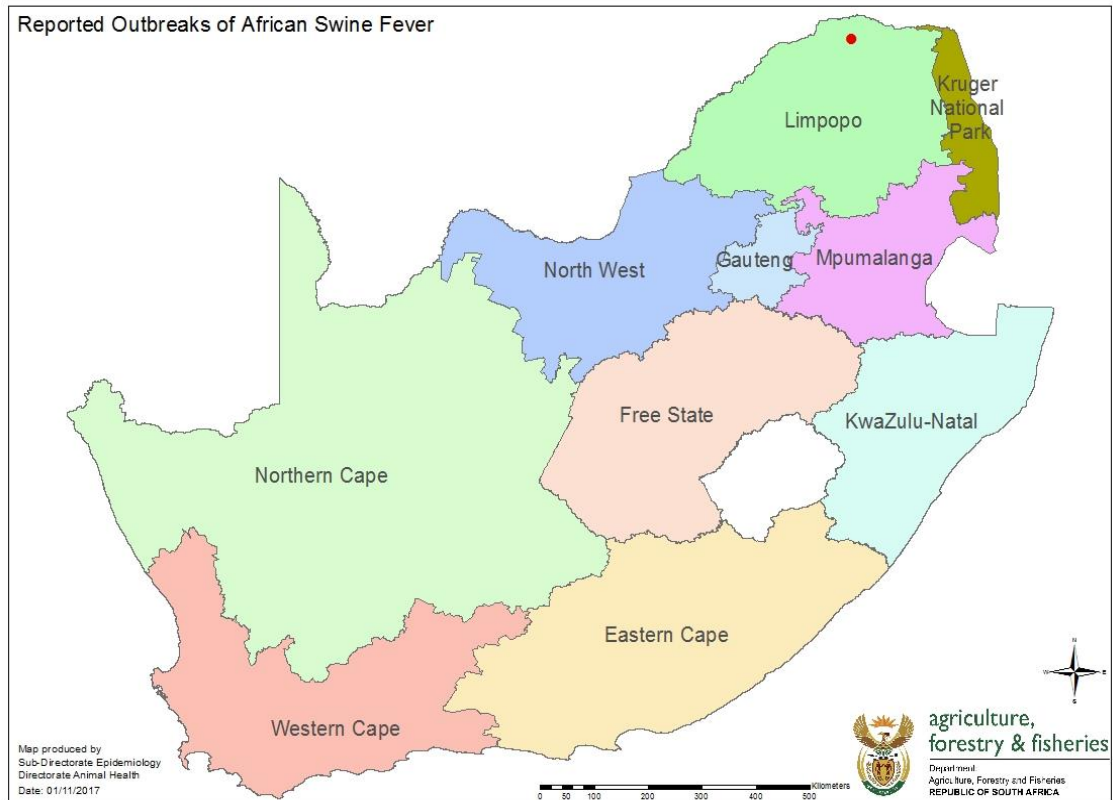 Reported Outbreaks of African Swine Fever
Kruger
National
Park
Limpopo
North West
Gauteng
Mpumalanga
Free State
KwaZulu-Natal
Northern Cape
Eastern Cape
Western Cape
N
W
E
S
Map produced by
Sub-Directorate Epidemiology
Directorate Animal Health
Date: 01/11/2017
Kilometers
0 50 100 200 300 400 500
agriculture,
forestry & fisheries
Department:
Agriculture, Forestry and Fisheries
REPUBLIC OF SOUTH AFRICA